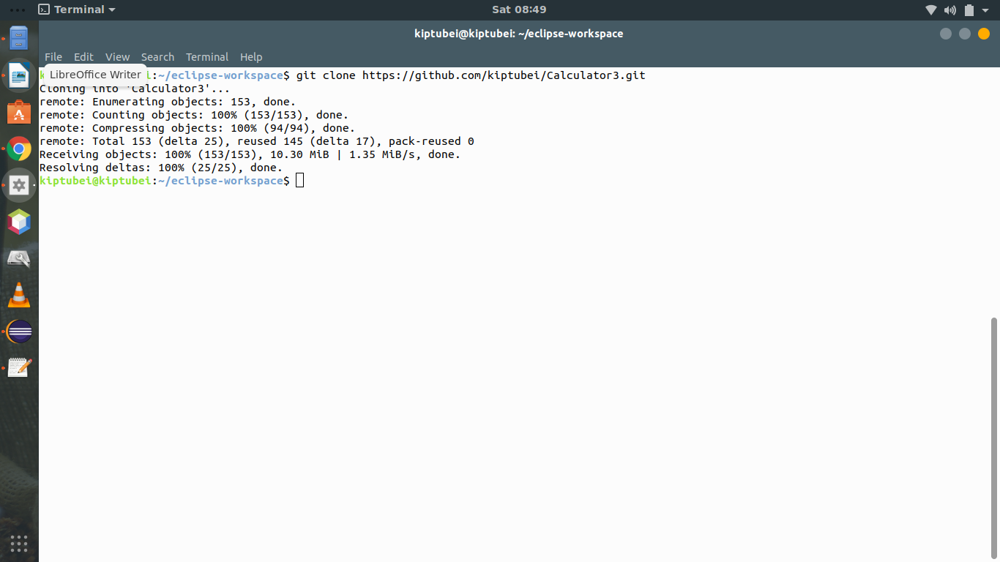 Terminal
Sat 08:49
kiptubei@kiptubei: ~/eclipse-workspace
File Edit View Search Terminal Help
LibreOffice Writer
k i:~/eclipse-workspace$ git clone https://github.com/kiptubei/Calculator3.git
Cloning into 'Calculator3'...
remote: Enumerating objects: 153, done.
remote: Counting objects: 100% (153/153), done.
remote: Compressing objects: 100% (94/94), done.
remote: Total 153 (delta 25), reused 145 (delta 17), pack-reused 0
Receiving objects: 100% (153/153), 10.30 MiB | 1.35 MiB/s, done.
Resolving deltas: 100% (25/25), done.
kiptubei@kiptubei:~/eclipse-workspace$